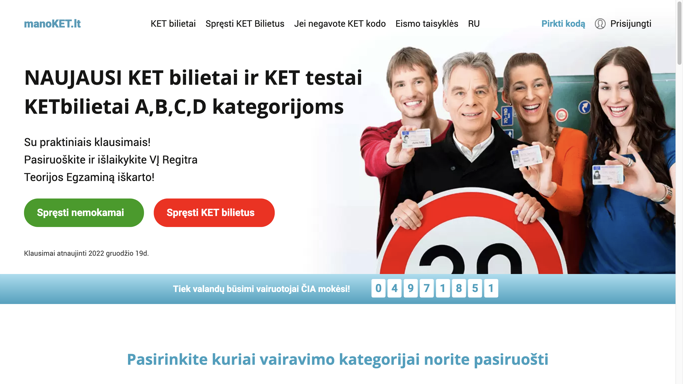 manoKET.lt
KET bilietai
Spręsti KET Bilietus
Jei negavote KET kodo
Eismo taisyklės
RU
Pirkti kodą
Prisijungti
NAUJAUSI KET bilietai ir KET testai
KETbilietai A,B,C,D kategorijoms
Su praktiniais klausimais!
Pasiruoškite ir išlaikykite VĮ Regitra
Teorijos Egzaminą iškarto!
Spręsti nemokamai
Spręsti KET bilietus
Klausimai atnaujinti 2022 gruodžio 19d.
Tiek valandų būsimi vairuotojai ČIA mokėsi!
0 4 9 7 1 8 5 1
Pasirinkite kuriai vairavimo kategorijai norite pasiruošti